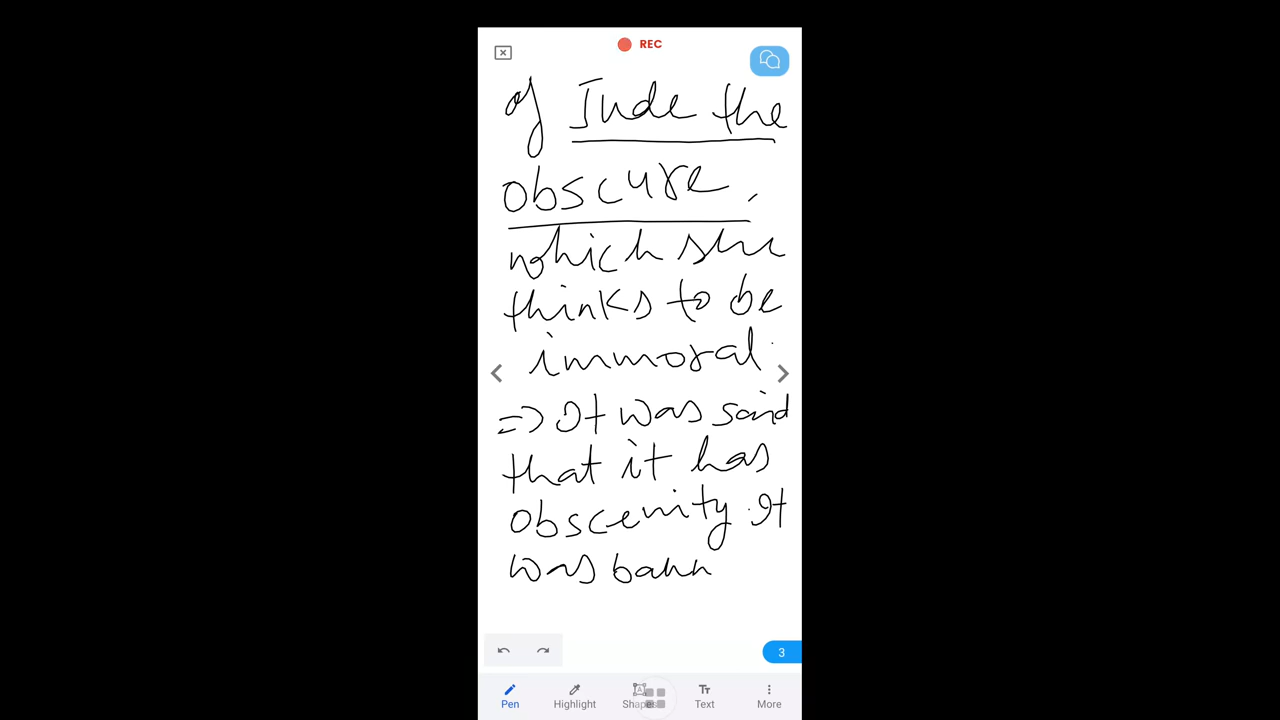 REC
of Jude the
obscure,
which she
thinks to be
immoral.
=> It was said
that it has
obscenity. It
was bann
3
Pen Highlight Shapes Text More